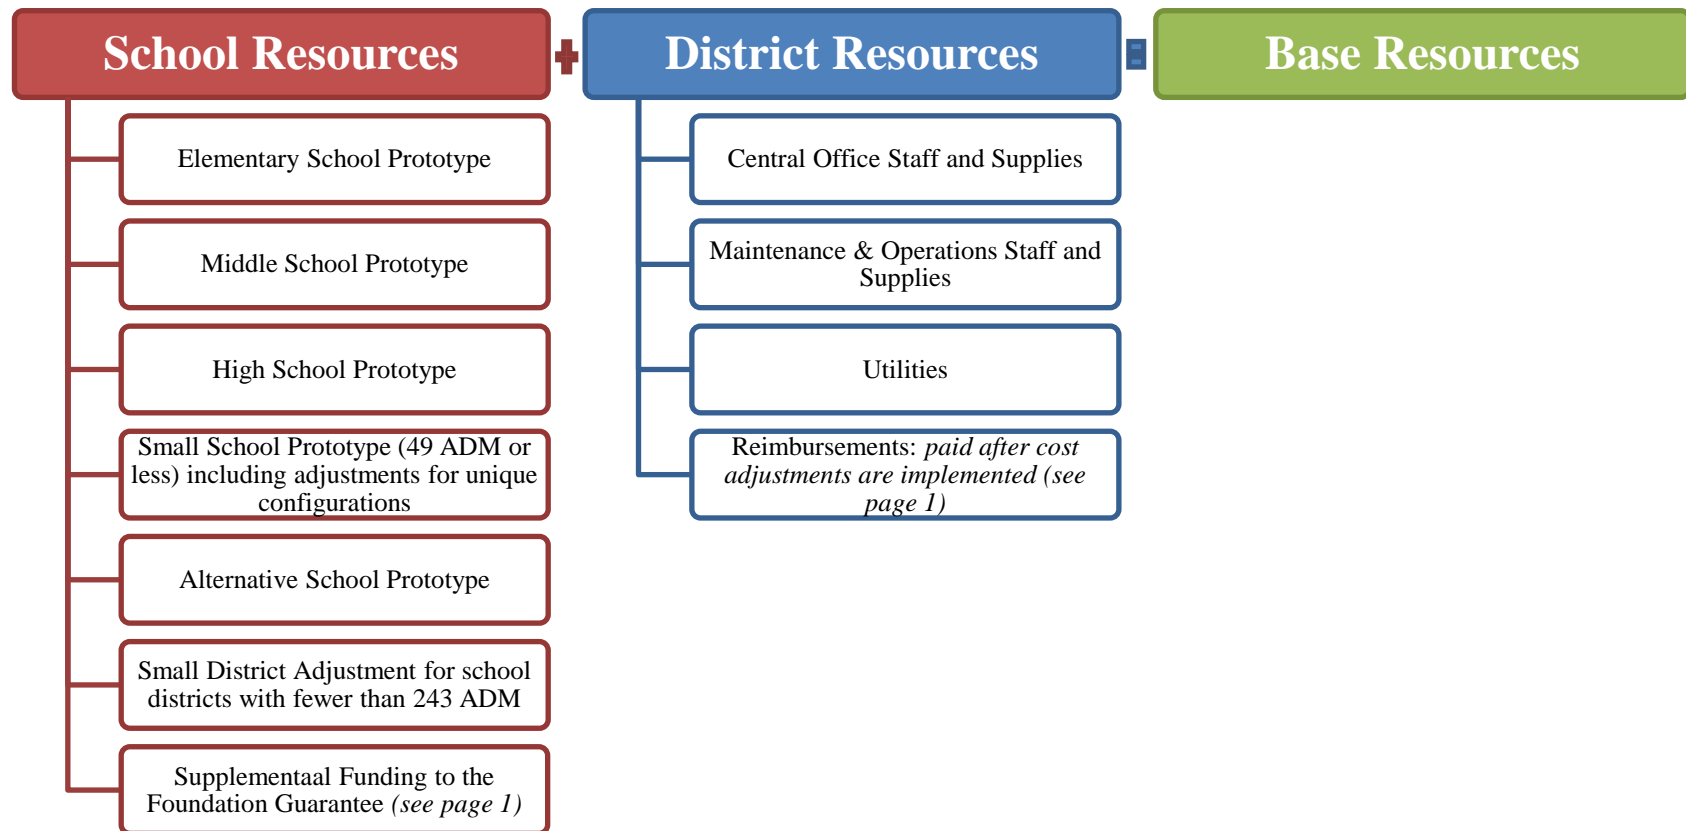 School Resources
District Resources
Base Resources
Elementary School Prototype
Middle School Prototype
High School Prototype
Small School Prototype (49 ADM or
less) including adjustments for unique
configurations
Alternative School Prototype
Small District Adjustment for school
districts with fewer than 243 ADM
Supplementaal Funding to the
Foundation Guarantee (see page 1)
Central Office Staff and Supplies
Maintenance & Operations Staff and
Supplies
Utilities
Reimbursements: paid after cost
adjustments are implemented (see
page 1)